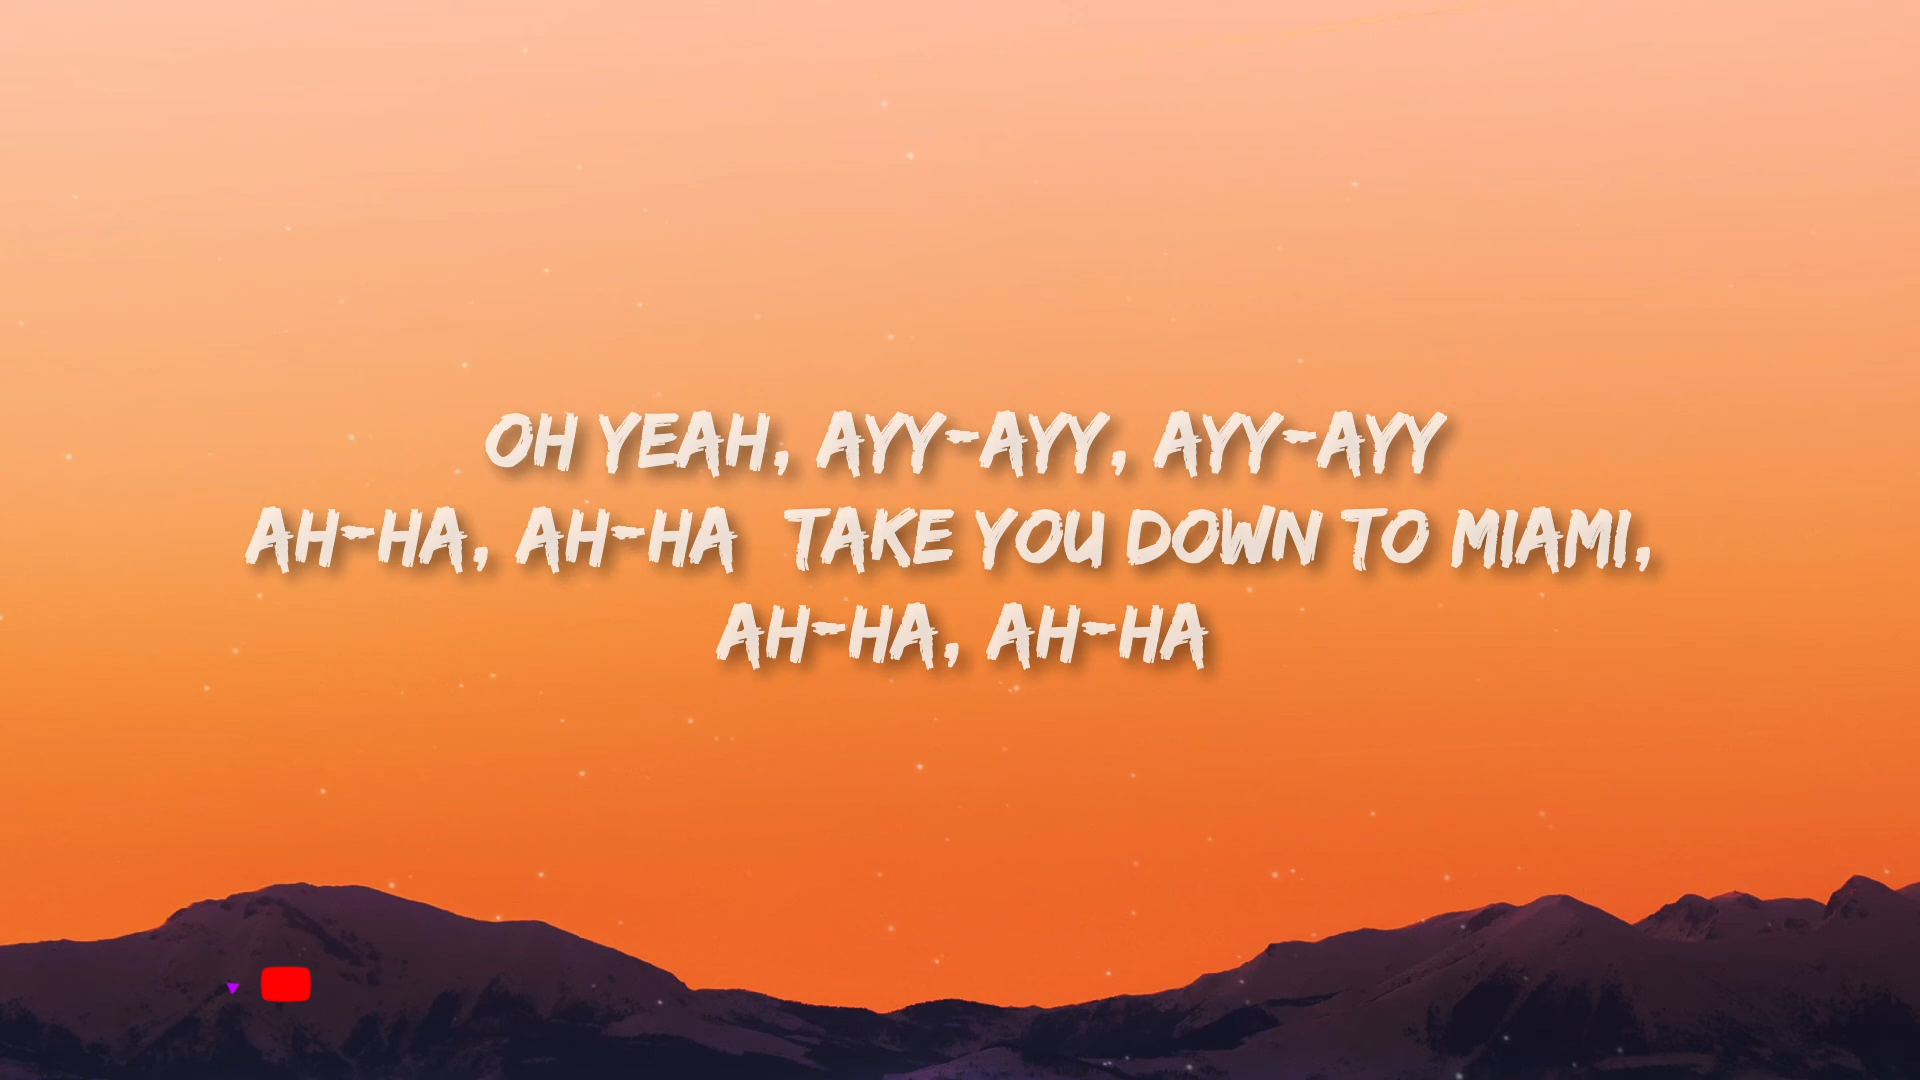 OH YEAH, AYY-AYY, AYY-AYY
AH-HA, AH-HA TAKE YOU DOWN TO MIAMI,
AH-HA, AH-HA